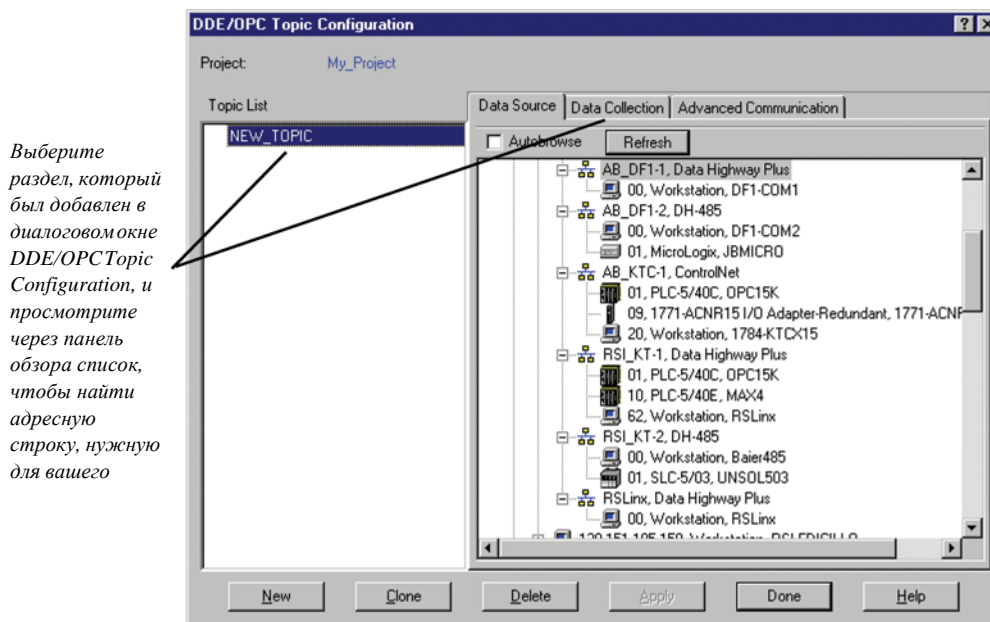 DDE/OPC Topic Configuration
Project: My_Project
Topic List
NEW_TOPIC
Выберите
раздел, который
был добавлен в
диалоговом окне
DDE/OPC Topic
Configuration, и
просмотрите
через панель
обзора список,
чтобы найти
адресную
строку, нужную
для вашего
Data Source Data Collection Advanced Communication
Autobrowse Refresh
AB_DF1-1, Data Highway Plus
00, Workstation, DF1-COM1
AB_DF1-2, DH-485
00, Workstation, DF1-COM2
01, MicroLogix, JBMICRO
AB_KTC-1, ControlNet
01, PLC-5/40C, OPC15K
09, 1771-ACNR15 I/O Adapter-Redundant, 1771-ACNF
20, Workstation, 1784-KTCX15
RSI_KT-1, Data Highway Plus
01, PLC-5/40C, OPC15K
10, PLC-5/40E, MAX4
62, Workstation, RSLinx
RSI_KT-2, DH-485
00, Workstation, Baier485
01, SLC-5/03, UNSOL503
RSLinx, Data Highway Plus
00, Workstation, RSLinx
New Clone Delete Apply Done Help